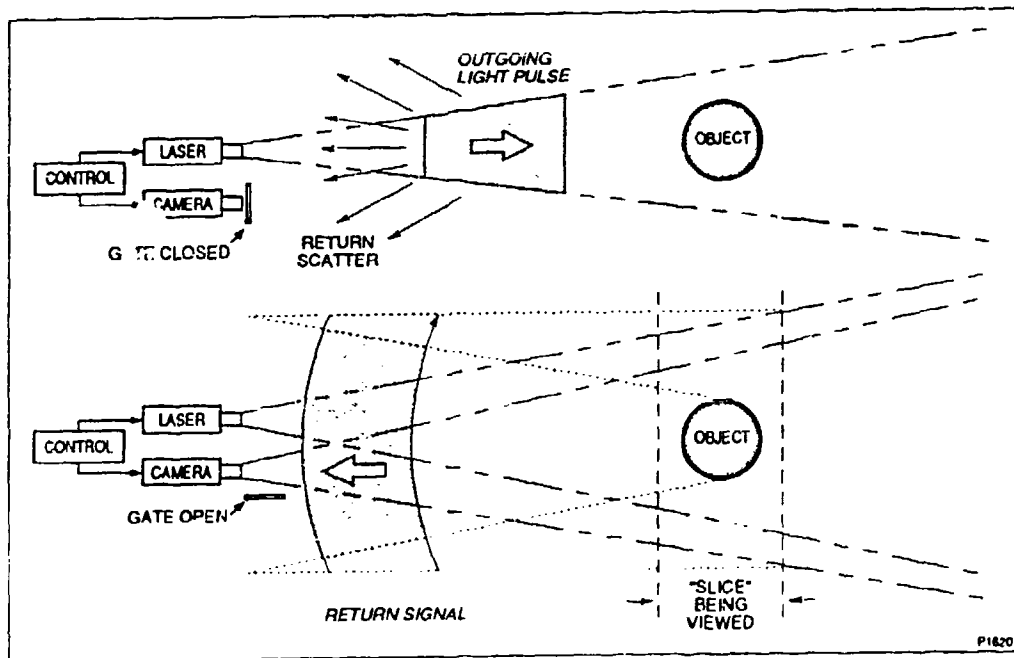 OUTGOING
LIGHT PULSE
LASER
OBJECT
CONTROL
CAMERA
CLOSED
RETURN
SCATTER
LASER
CONTROL
OBJECT
CAMERA
GATE OPEN
RETURN SIGNAL
"SLICE"
BEING
VIEWED
P1620